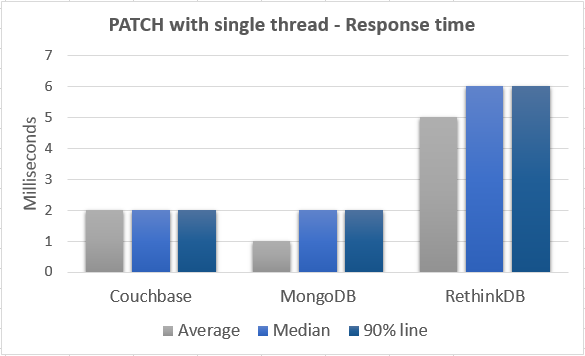 PATCH with single thread - Response time
7
6
5
4
3
2
1
0
Milliseconds
Couchbase MongoDB RethinkDB
Average Median 90% line